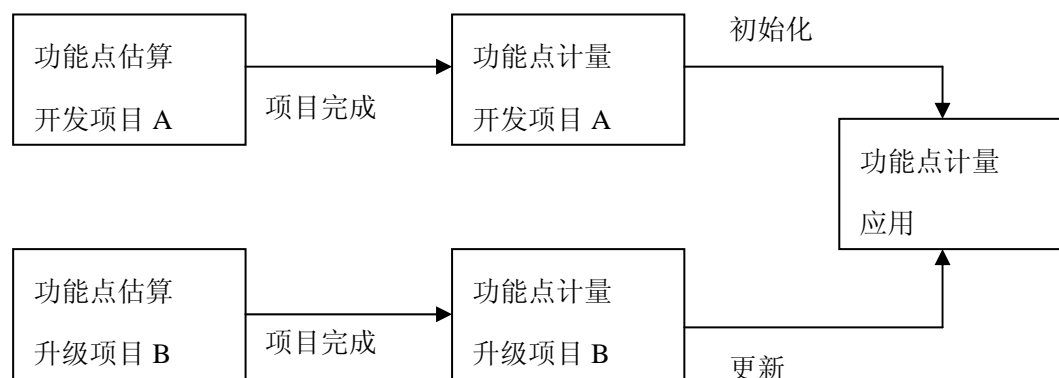 初始化
功能点估算
开发项目 A
项目完成
功能点计量
开发项目 A
功能点计量
应用
功能点估算
升级项目 B
项目完成
功能点计量
升级项目 B
更新